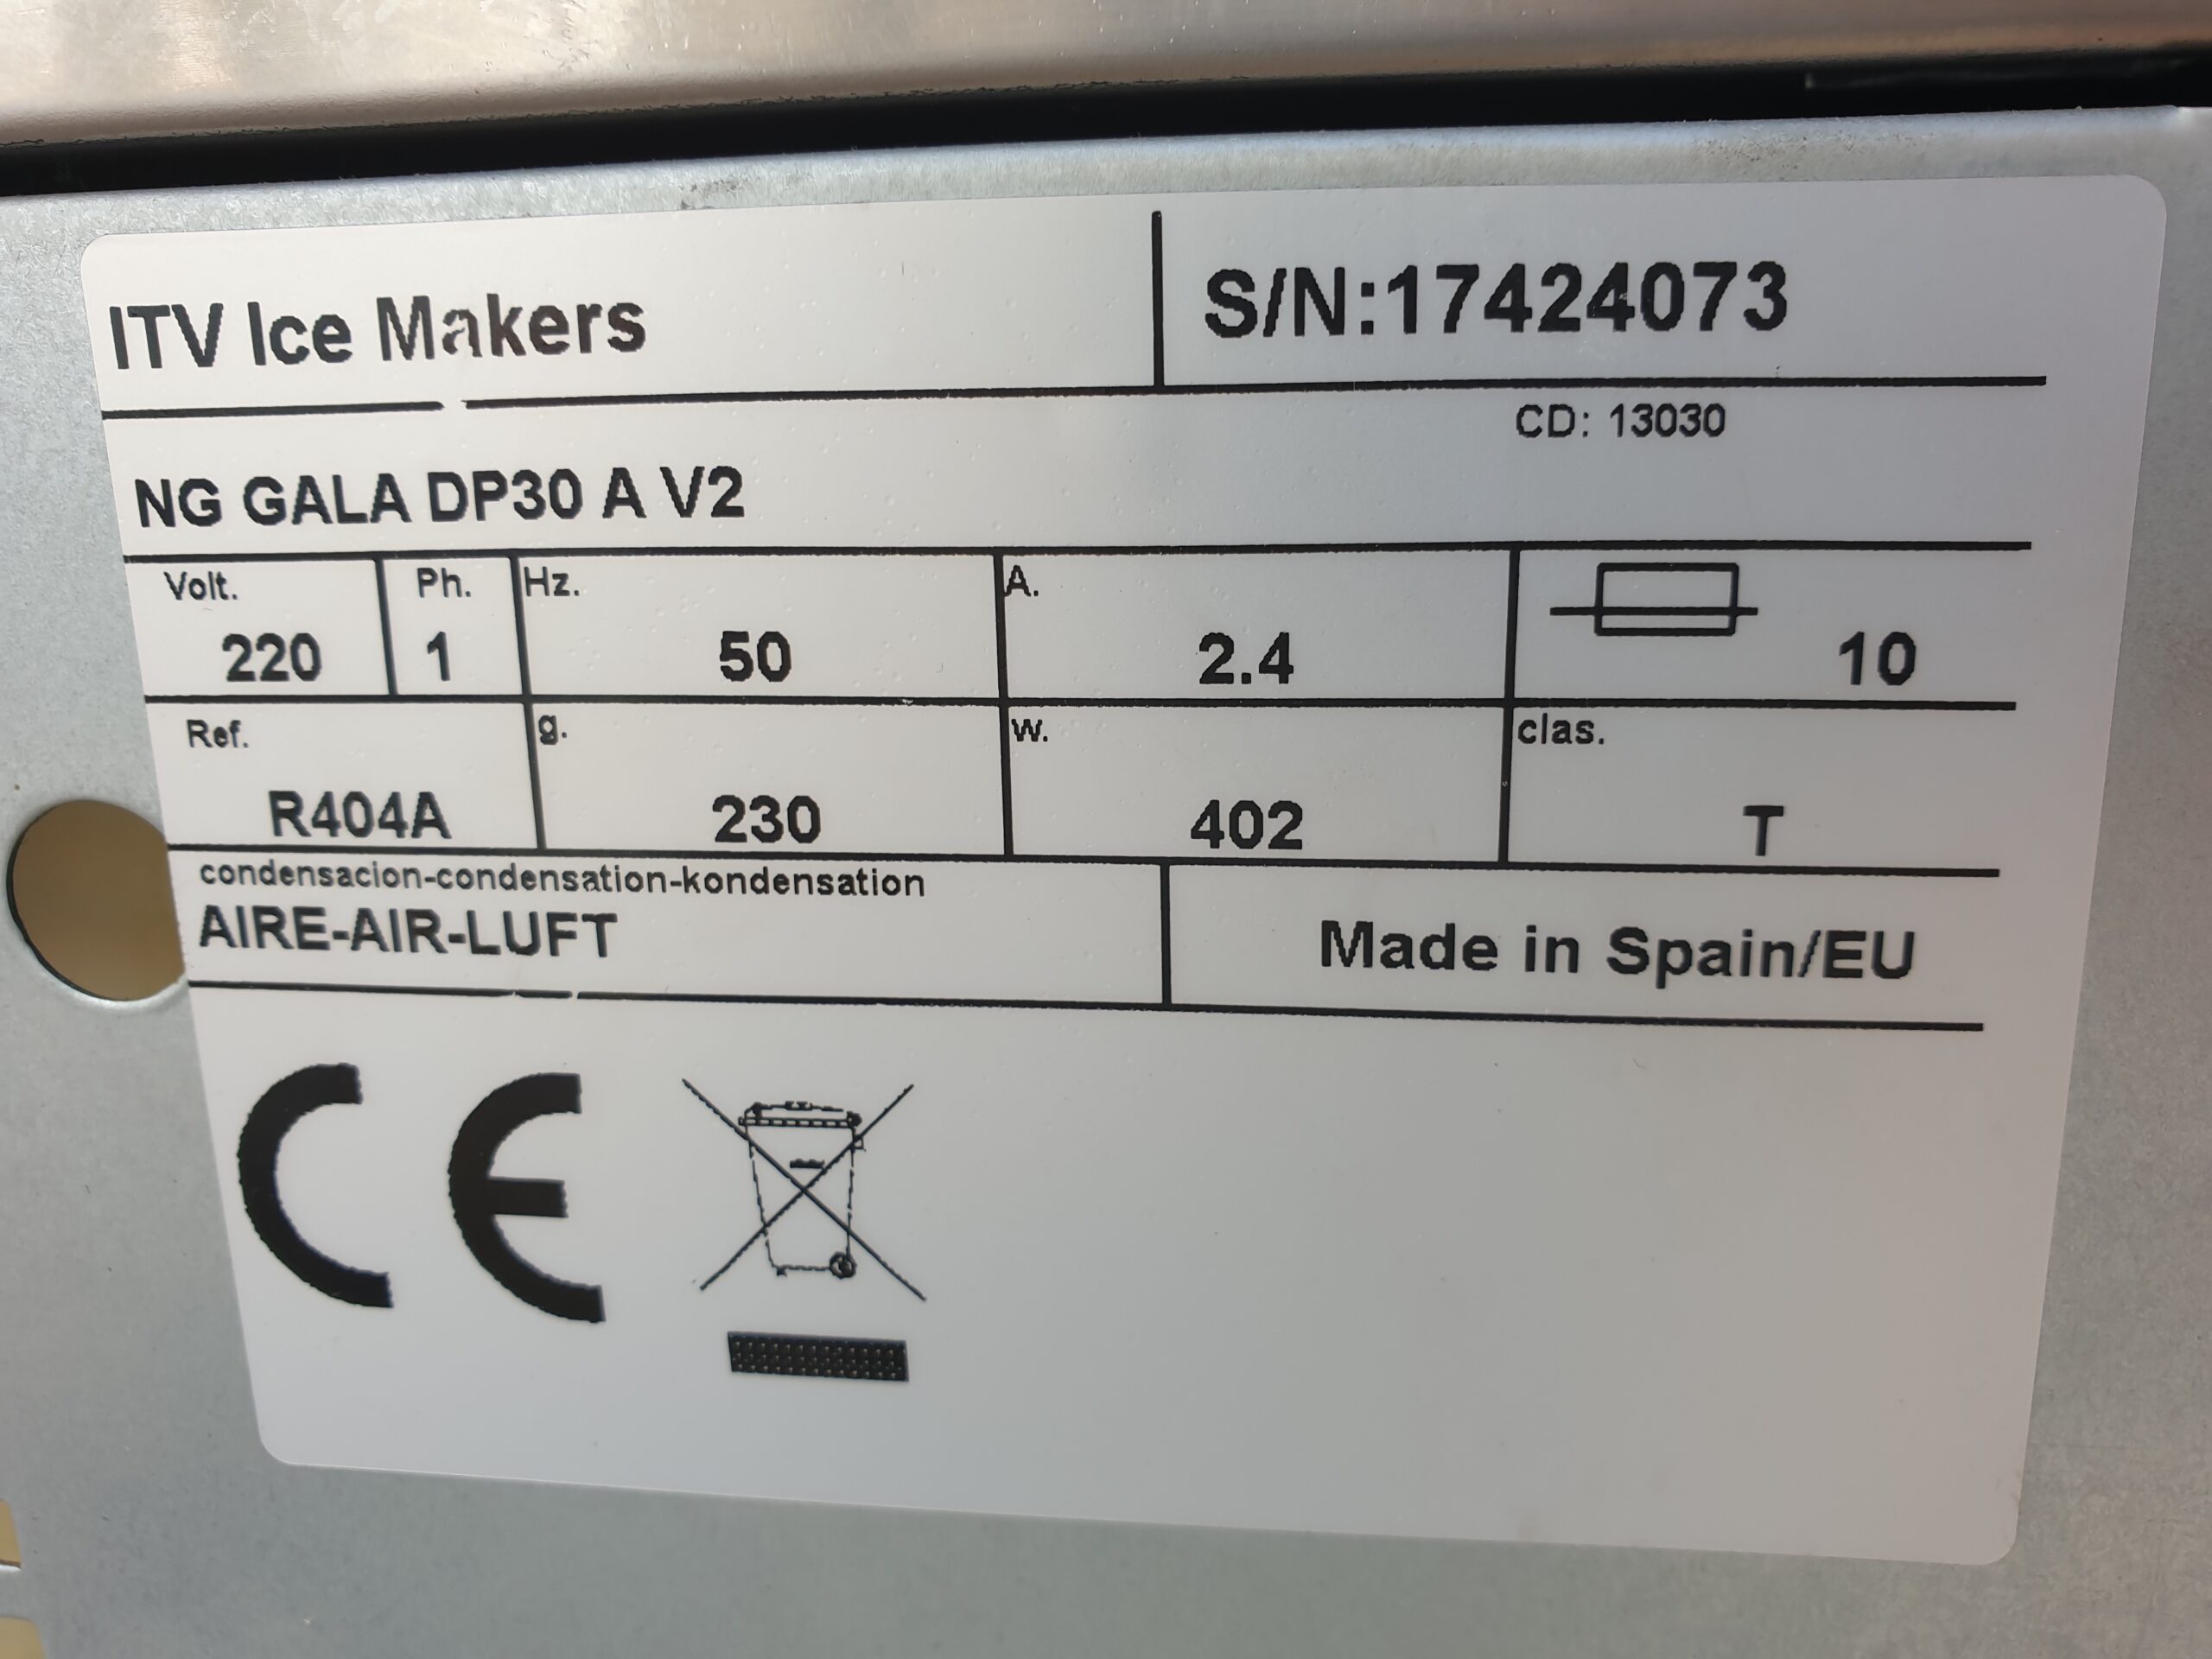 ITV Ice Makers
S/N:17424073
CD: 13030
NG GALA DP30 A V2
Volt. Ph. Hz. A.
220 1 50 2.4 10
Ref. g. w. clas.
R404A 230 402 T
condensacion-condensation-kondensation
AIRE-AIR-LUFT
Made in Spain/EU
CE